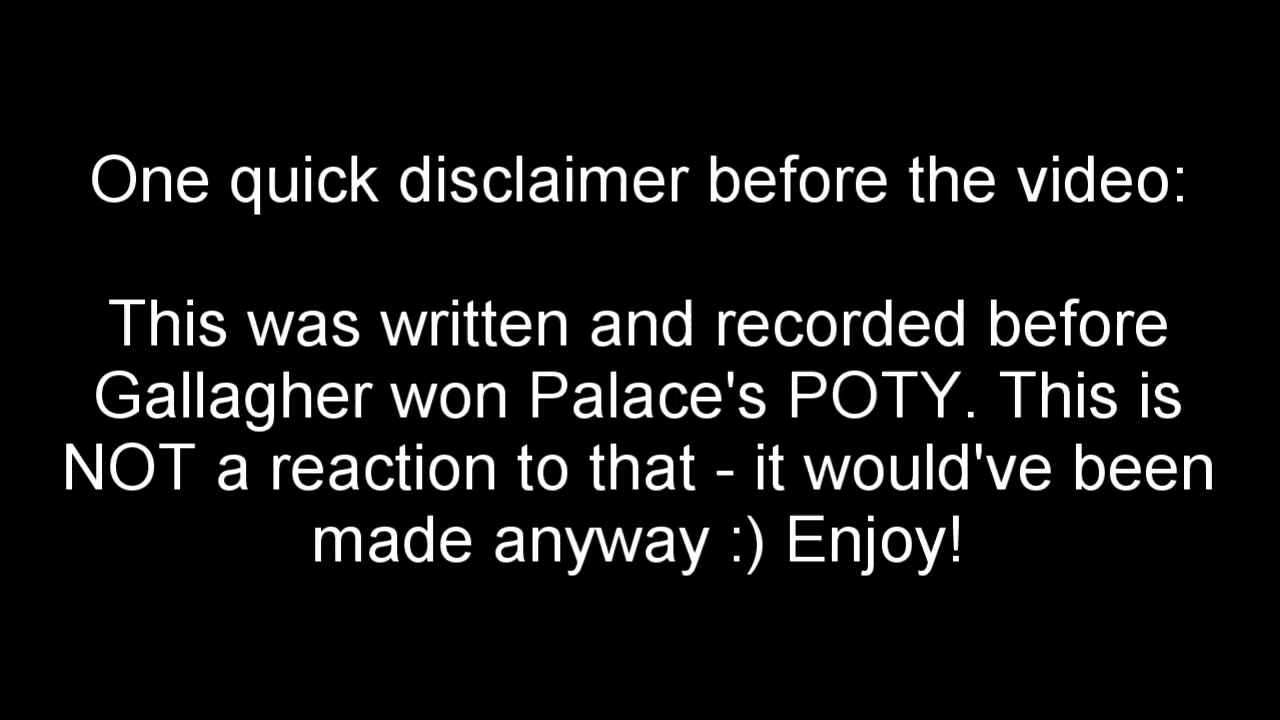 One quick disclaimer before the video:
This was written and recorded before
Gallagher won Palace's POTY. This is
NOT a reaction to that - it would've been
made anyway :) Enjoy!